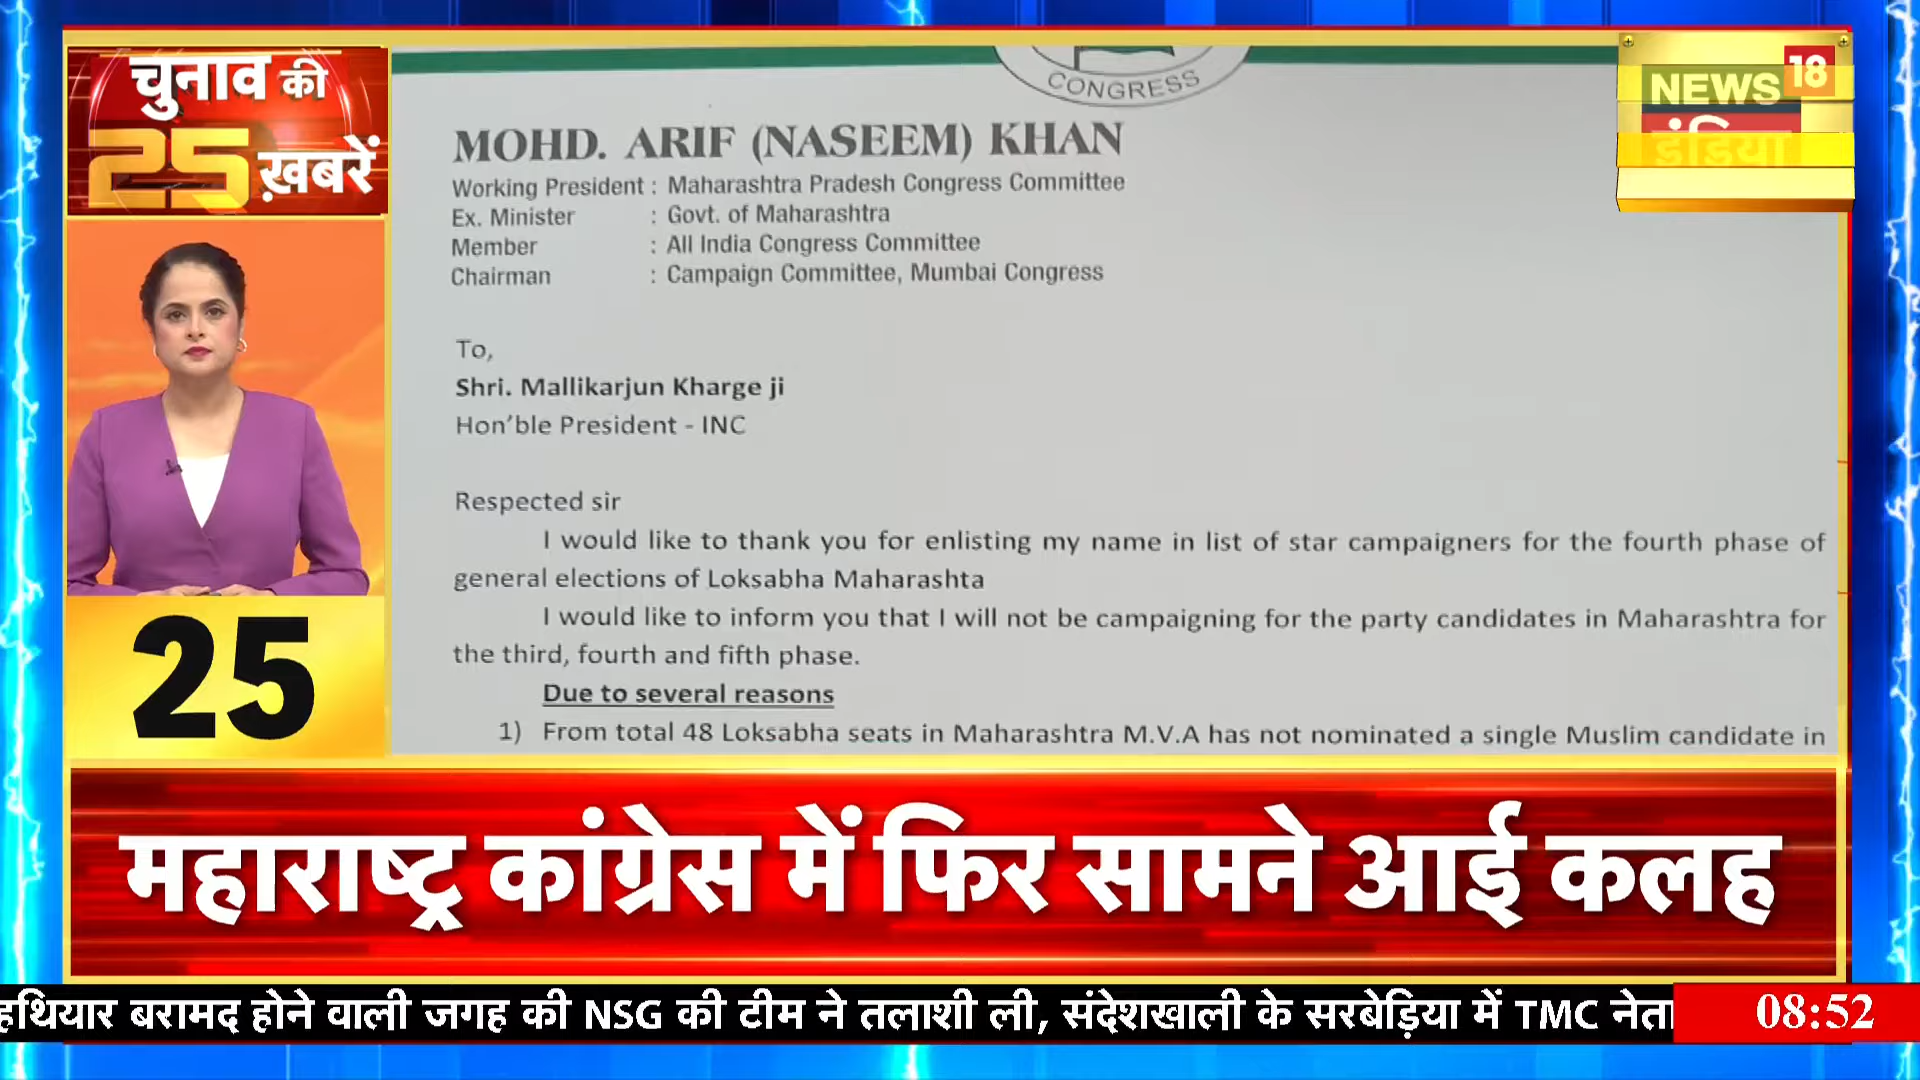 चुनाव की
25 ख़बरें
CONGRESS
NEWS 18
इंडिया
MOHD. ARIF (NASEEM) KHAN
Working President : Maharashtra Pradesh Congress Committee
Ex. Minister : Govt. of Maharashtra
Member : All India Congress Committee
Chairman : Campaign Committee, Mumbai Congress
To,
Shri. Mallikarjun Kharge ji
Hon'ble President - INC
Respected sir
I would like to thank you for enlisting my name in list of star campaigners for the fourth phase of
general elections of Loksabha Maharashta
I would like to inform you that I will not be campaigning for the party candidates in Maharashtra for
the third, fourth and fifth phase.
Due to several reasons
1) From total 48 Loksabha seats in Maharashtra M.V.A has not nominated a single Muslim candidate in
25
महाराष्ट्र कांग्रेस में फिर सामने आई कलह
हथियार बरामद होने वाली जगह की NSG की टीम ने तलाशी ली, संदेशखाली के सरबेड़िया में TMC नेता
08:52